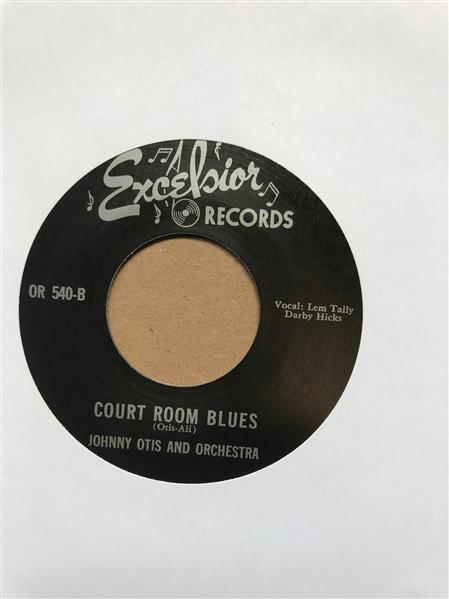 Excelsior
RECORDS
OR 540-B
Vocal: Lem Tally
Darby Hicks
COURT ROOM BLUES
(Otis-Ali)
JOHNNY OTIS AND ORCHESTRA